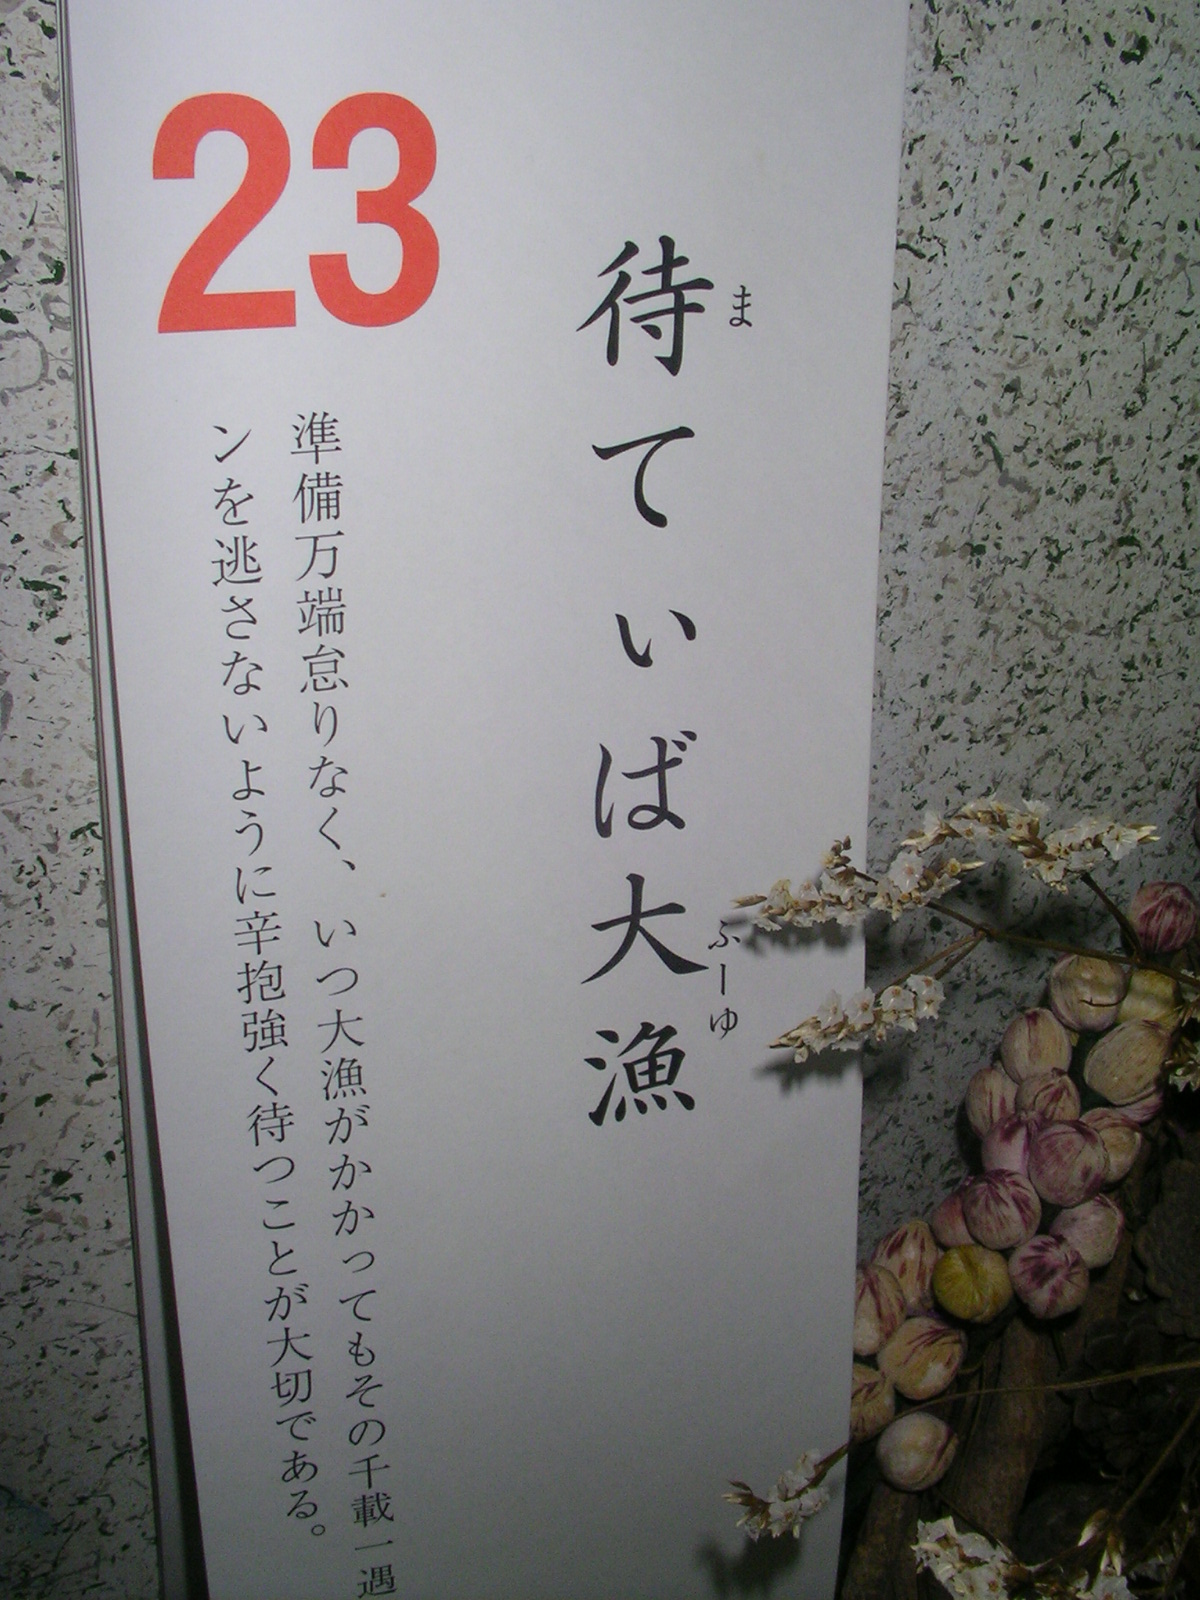 23
待てぃば大漁
ま
ふーゆ
準備万端怠りなく、いつ大漁がかかってもその千載一遇
ンを逃さないように辛抱強く待つことが大切である。